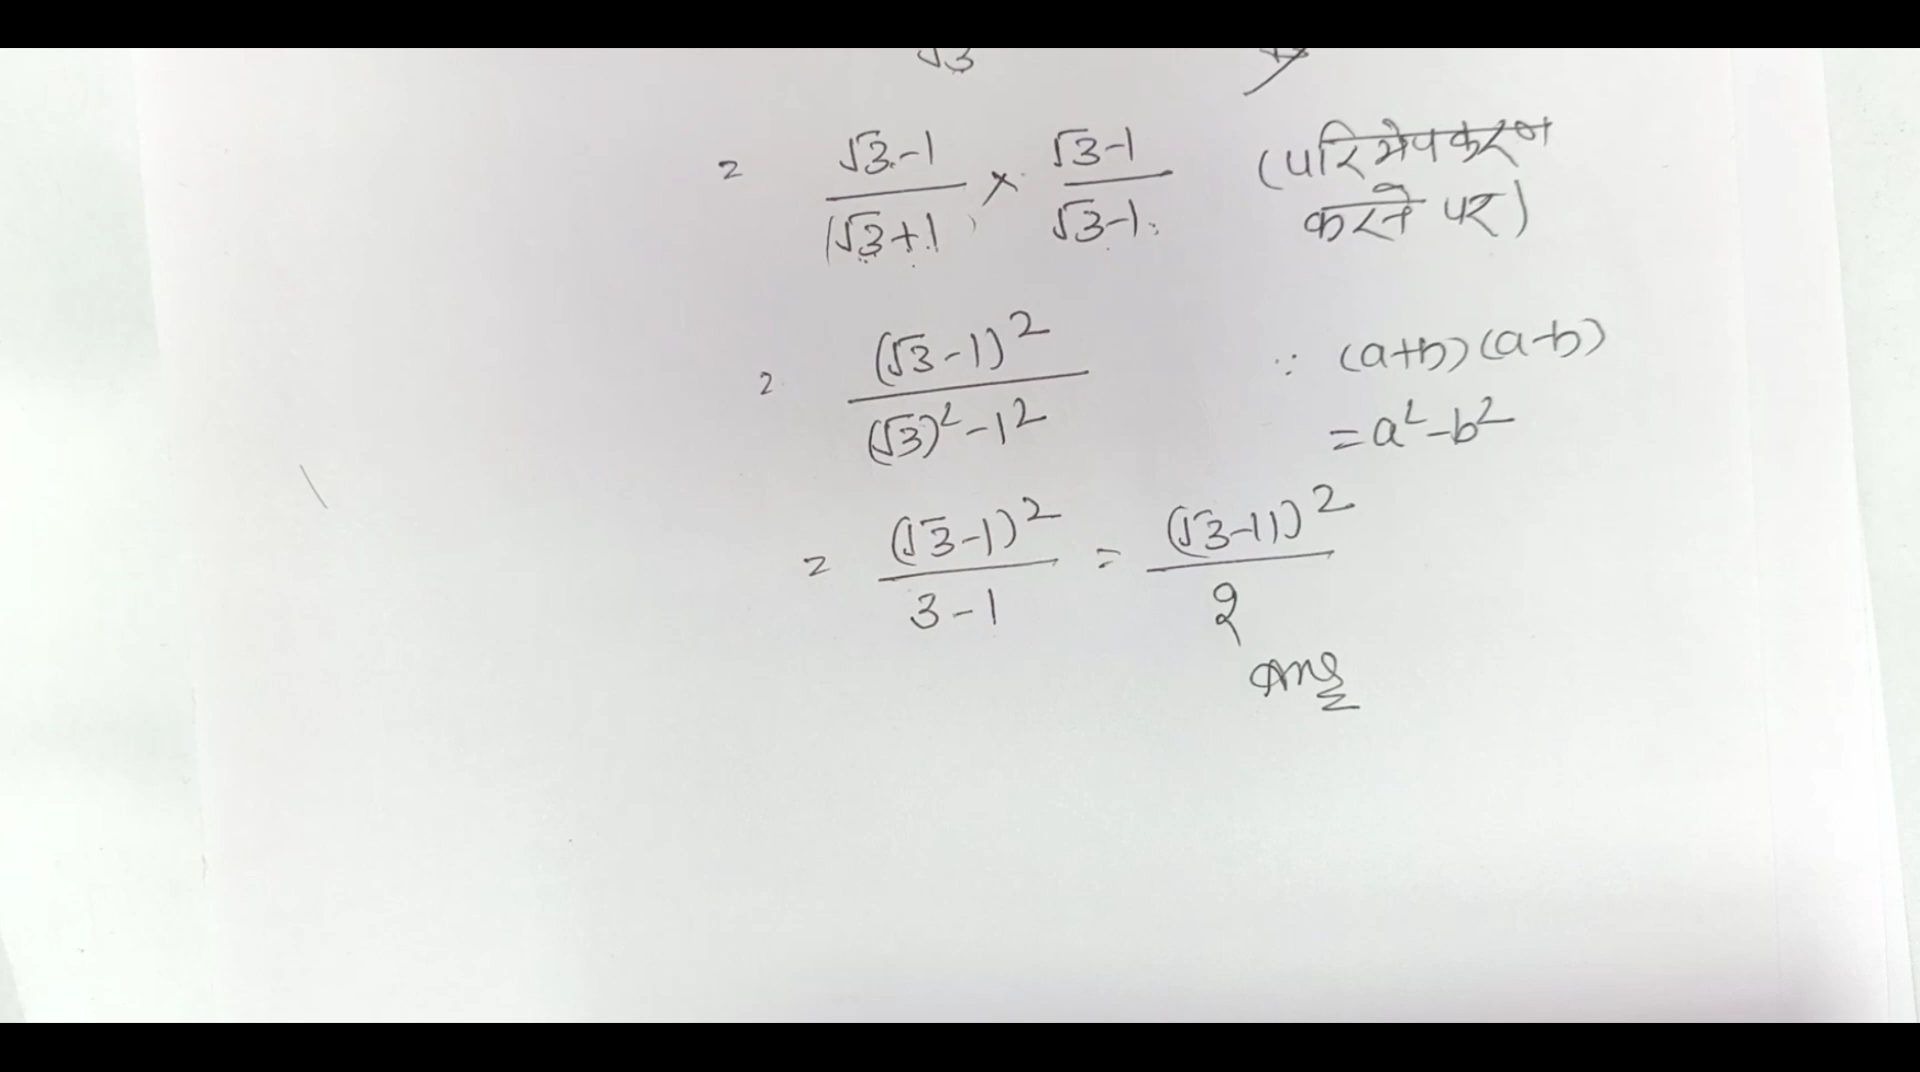 √3
= √3-1/(√3+1) × √3-1/√3-1 (परिमेयकरण
करने पर)
= (√3-1)²/(√3)²-1² ∵ (a+b)(a-b)
= a²-b²
= (√3-1)²/3-1 = (√3-1))²/2
Ans